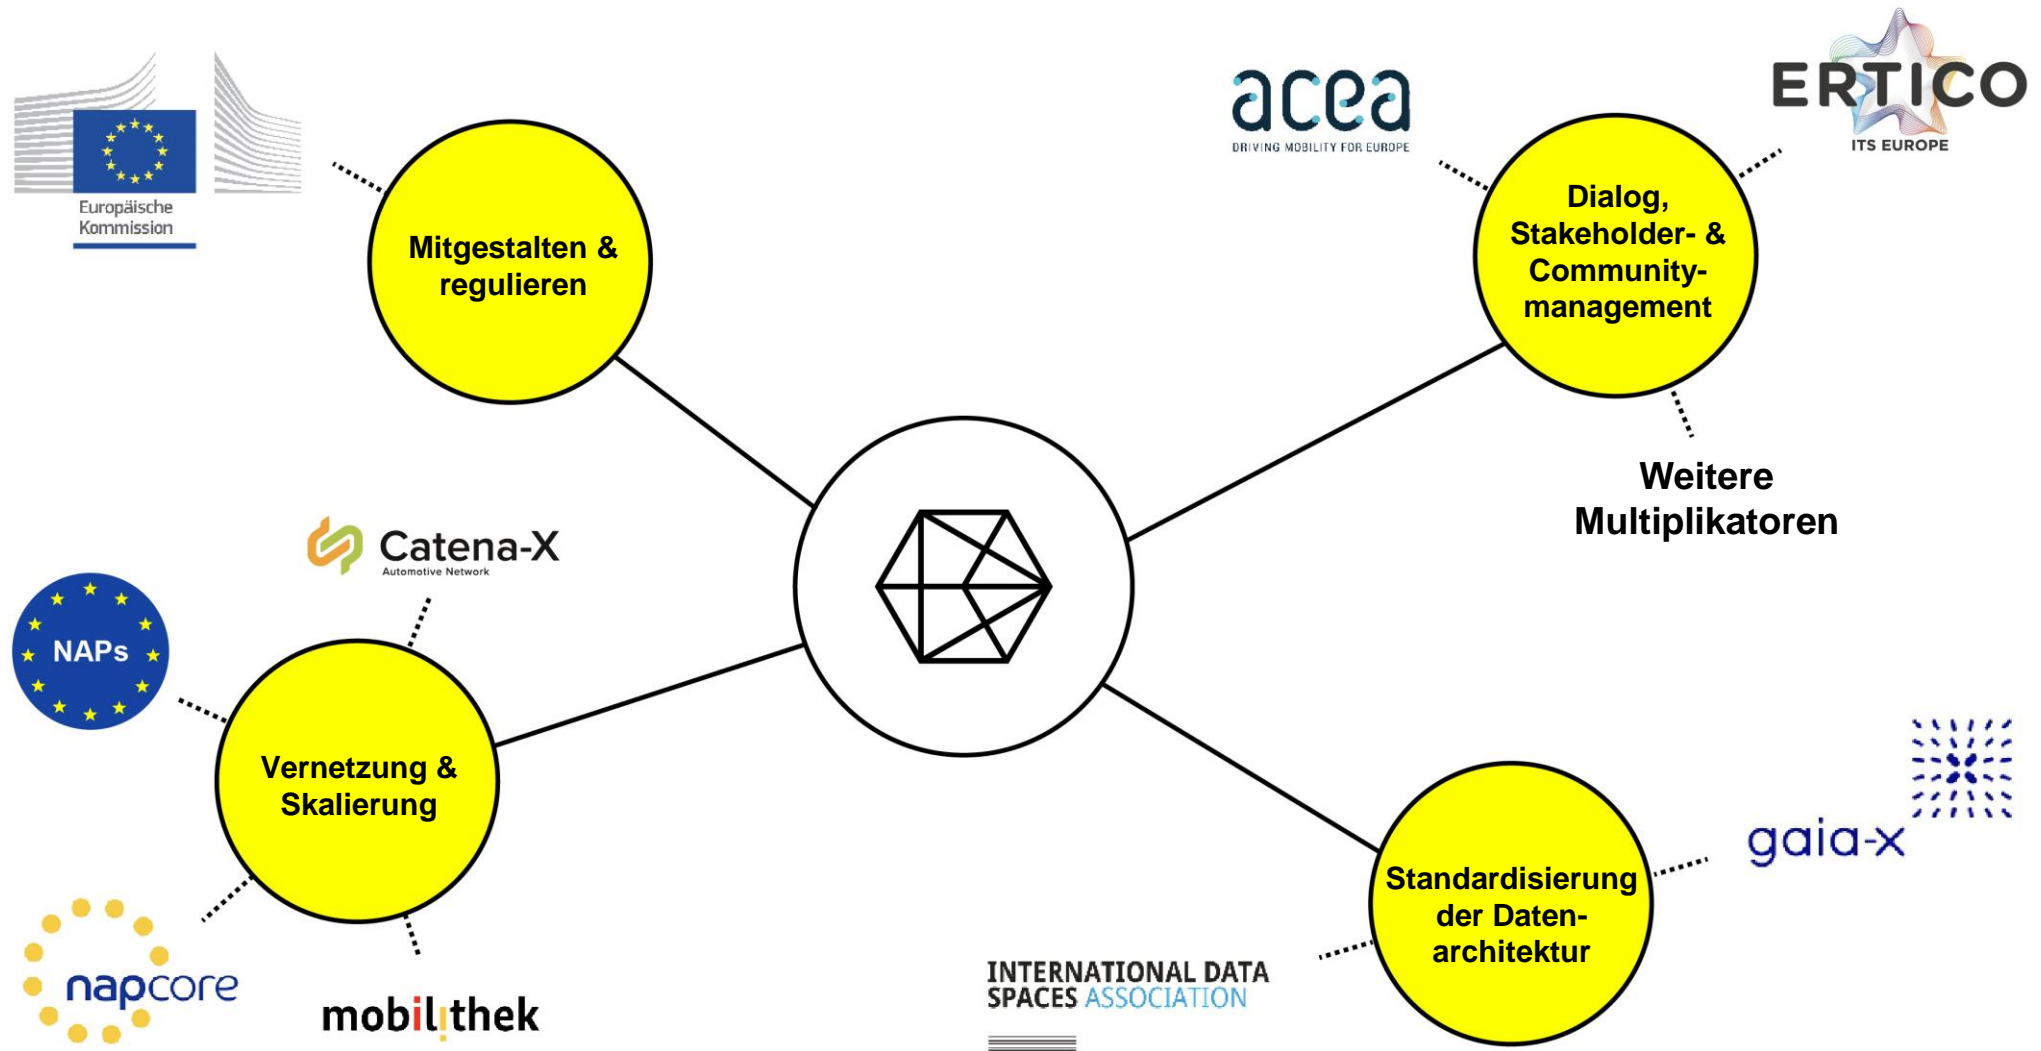 Europäische
Kommission
Mitgestalten &
regulieren
acea
DRIVING MOBILITY FOR EUROPE
ERTICO
ITS EUROPE
Dialog,
Stakeholder- &
Community-
management
Weitere
Multiplikatoren
Catena-X
Automotive Network
NAPs
Vernetzung &
Skalierung
napcore
mobilithek
INTERNATIONAL DATA
SPACES ASSOCIATION
Standardisierung
der Daten-
architektur
gaia-x